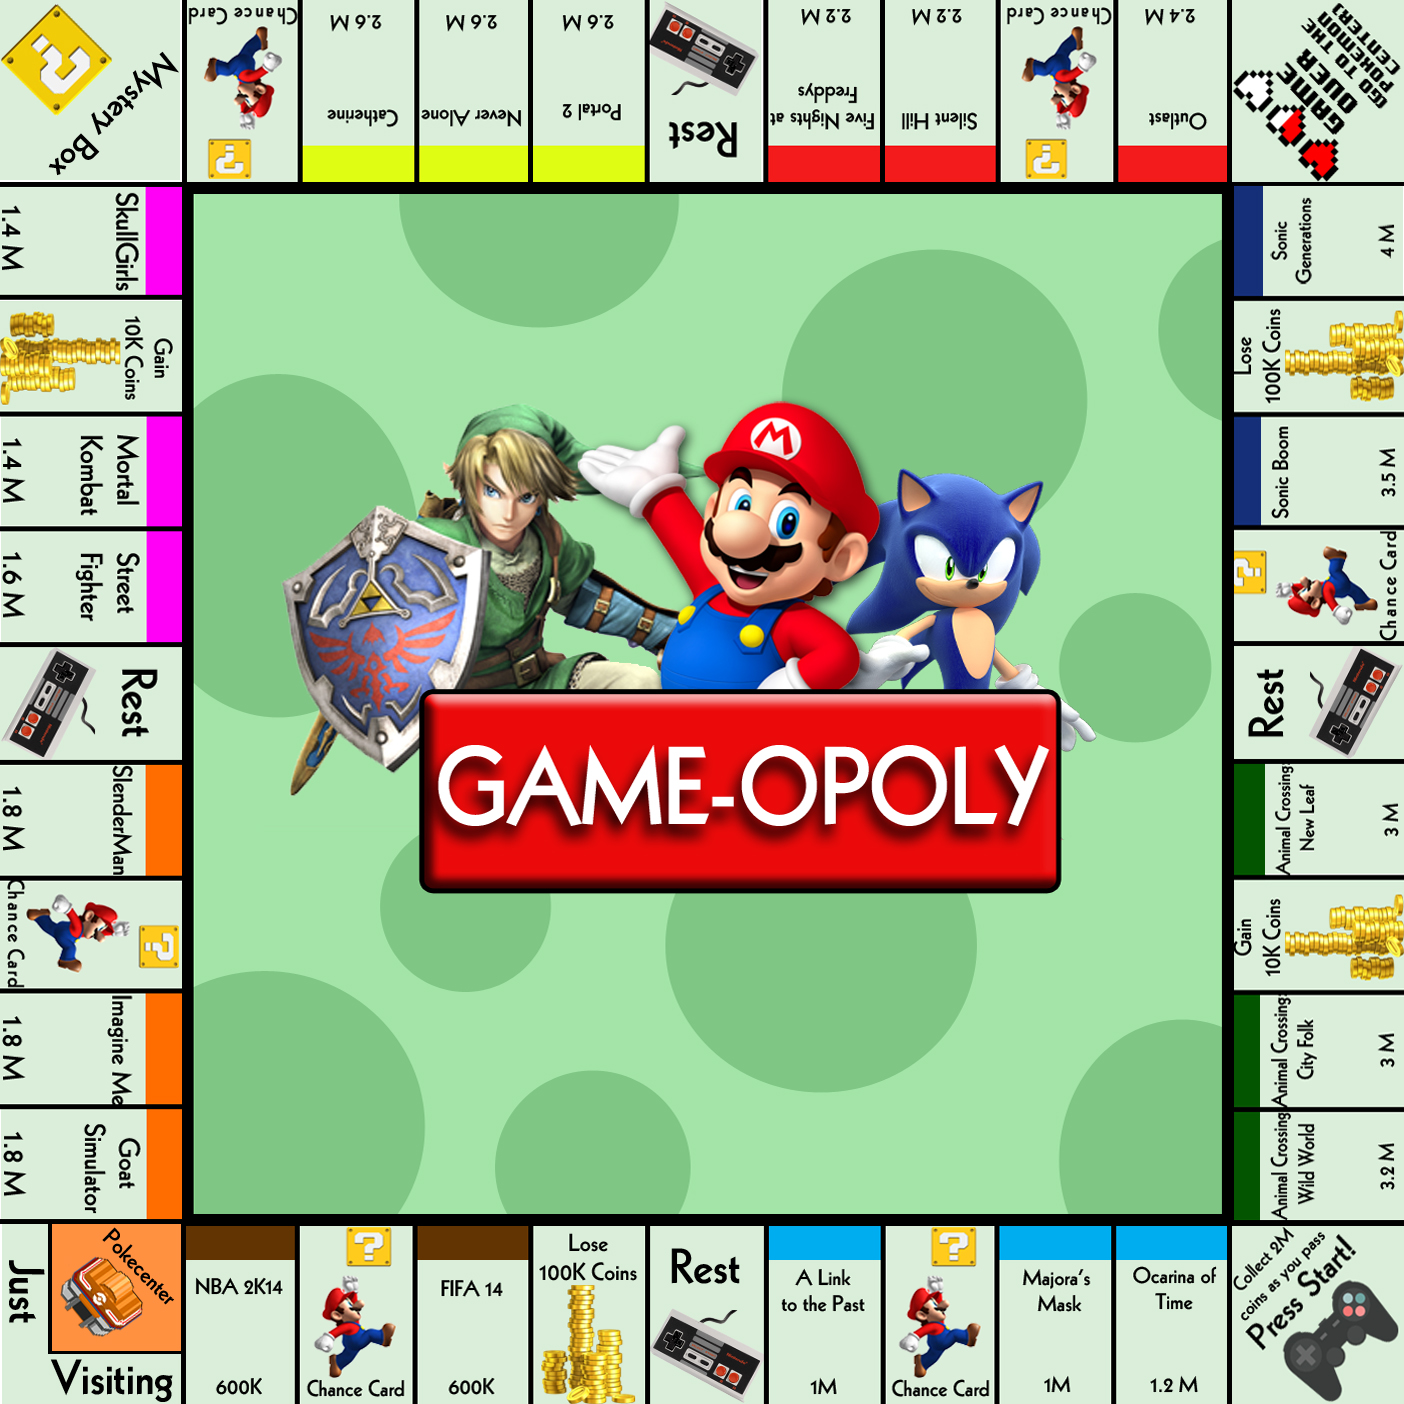 Mystery Box
Chance Card
2.6 M
Catherine
2.6 M
Never Alone
2.6 M
Portal 2
Rest
2.2 M
Five Nights at
Freddys
2.2 M
Silent Hill
Chance Card
2.4 M
Outlast
GAME
OVER
(GO TO THE
POKEMON
CENTER)
SkullGirls
1.4 M
Gain
10K Coins
Mortal
Kombat
1.4 M
Street
Fighter
1.6 M
Rest
SlenderMan
1.8 M
Chance Card
Imagine Me
1.8 M
Goat
Simulator
1.8 M
Sonic
Generations
4 M
Lose
100K Coins
Sonic Boom
3.5 M
Chance Card
Rest
Animal Crossing:
New Leaf
3 M
Gain
10K Coins
Animal Crossing:
City Folk
3 M
Animal Crossing:
Wild World
3.2 M
M
GAME-OPOLY
Just
Visiting
Pokecenter
NBA 2K14
600K
Chance Card
FIFA 14
600K
Lose
100K Coins
Rest
A Link
to the Past
1M
Chance Card
Majora's
Mask
1M
Ocarina of
Time
1.2 M
Collect 2M
coins as you pass
Press Start!